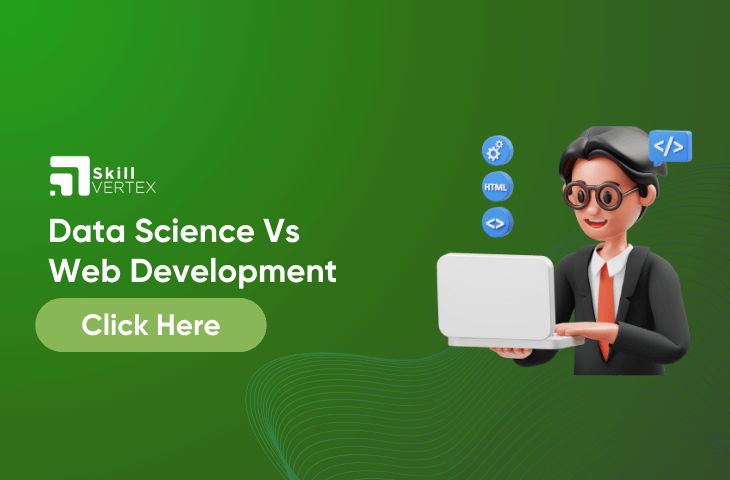 Skill
VERTEX
Data Science Vs
Web Development
Click Here
HTML
<>
</>